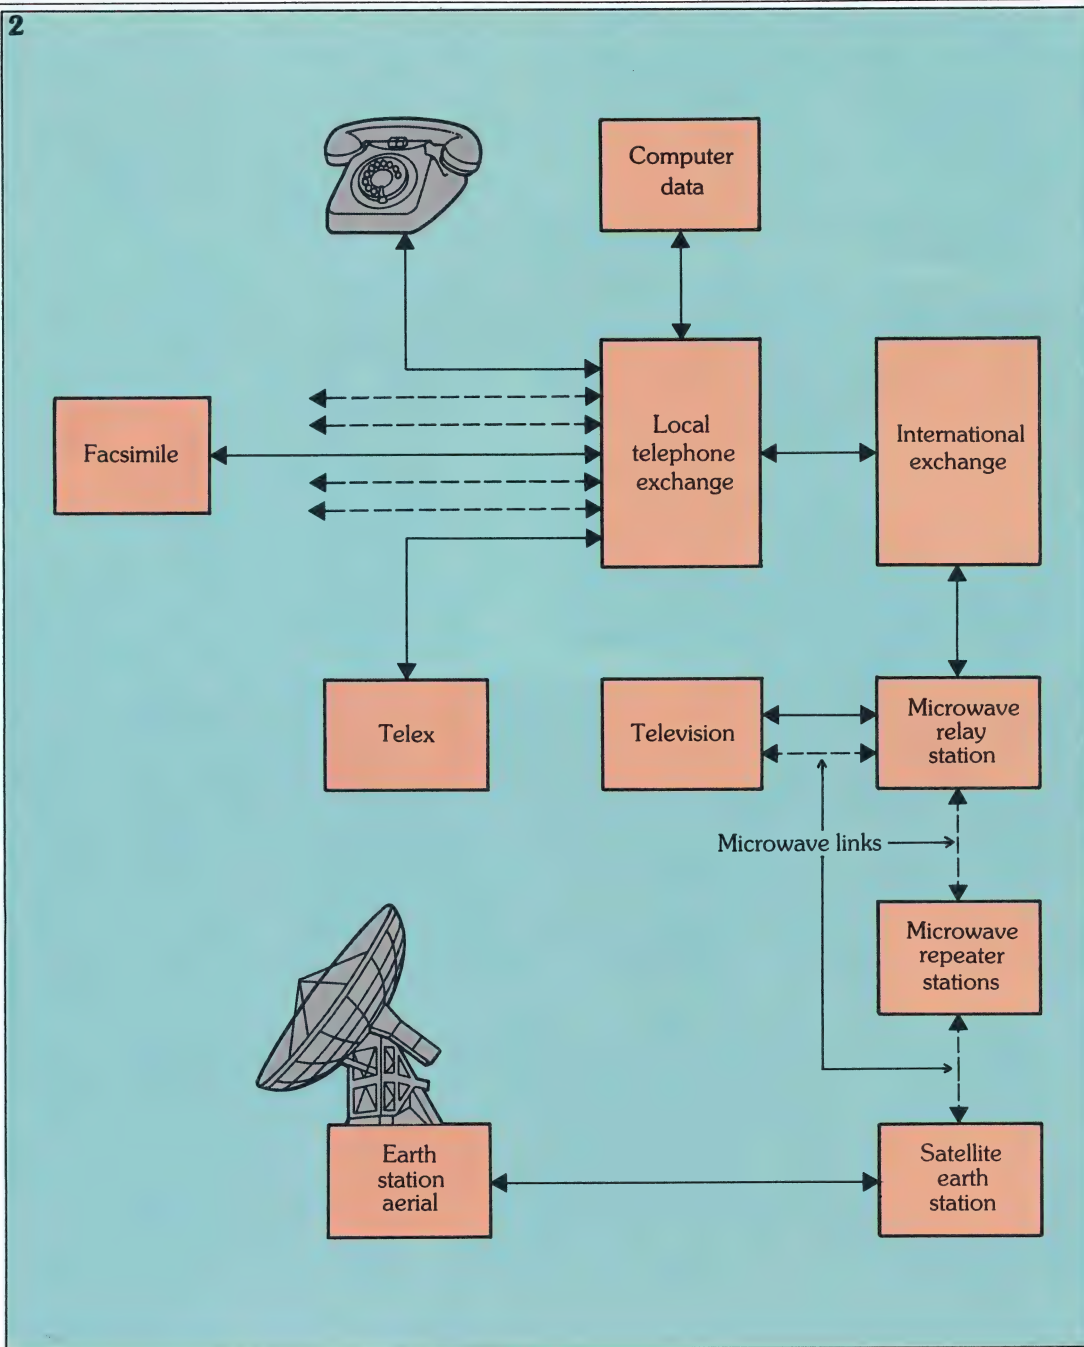 2
Computer
data
Facsimile
Local
telephone
exchange
International
exchange
Telex
Television
Microwave
relay
station
Microwave links
Microwave
repeater
stations
Earth
station
aerial
Satellite
earth
station